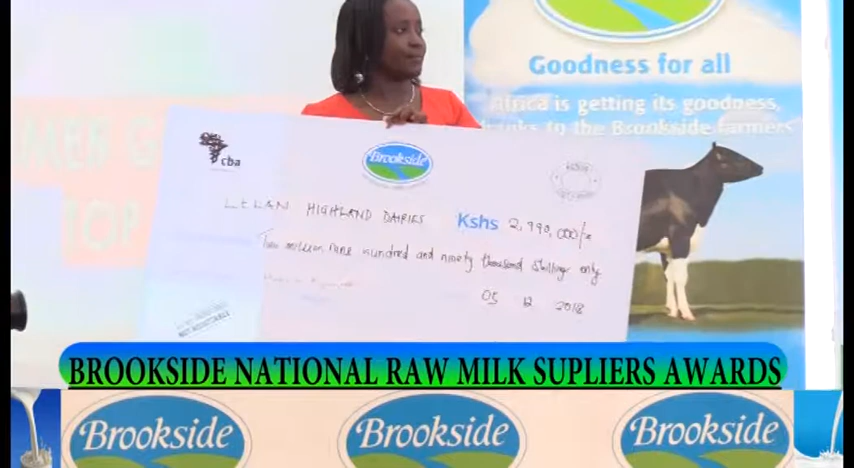 Goodness for all
Africa is getting its goodness,
thanks to the Brookside farmers
cba
Brookside
LELAN HIGHLAND DAIRIES
Kshs 2,990,000/=
Two million nine hundred and ninety thousand shillings only
05 12 2018
NOT NEGOTIABLE
BROOKSIDE NATIONAL RAW MILK SUPLIERS AWARDS
Brookside
Brookside
Brookside